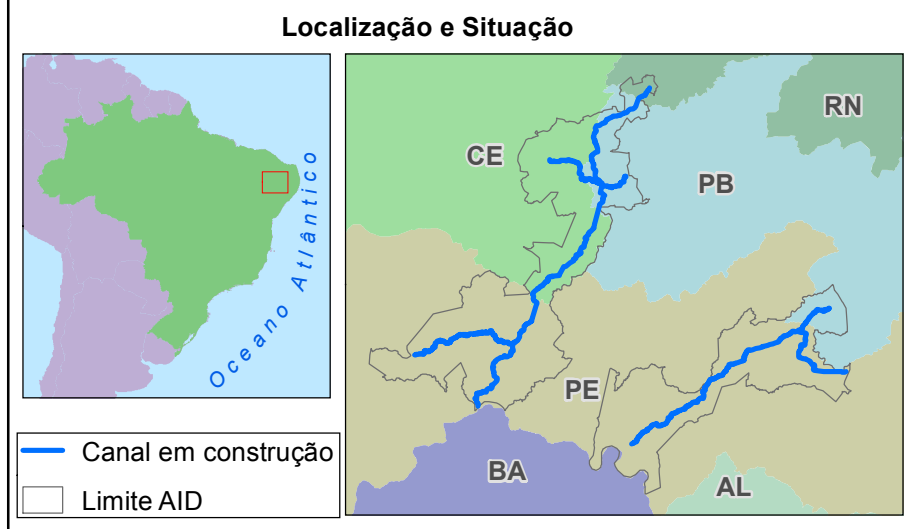 Localização e Situação
Oceano Atlântico
CE
RN
PB
PE
BA
AL
Canal em construção
Limite AID